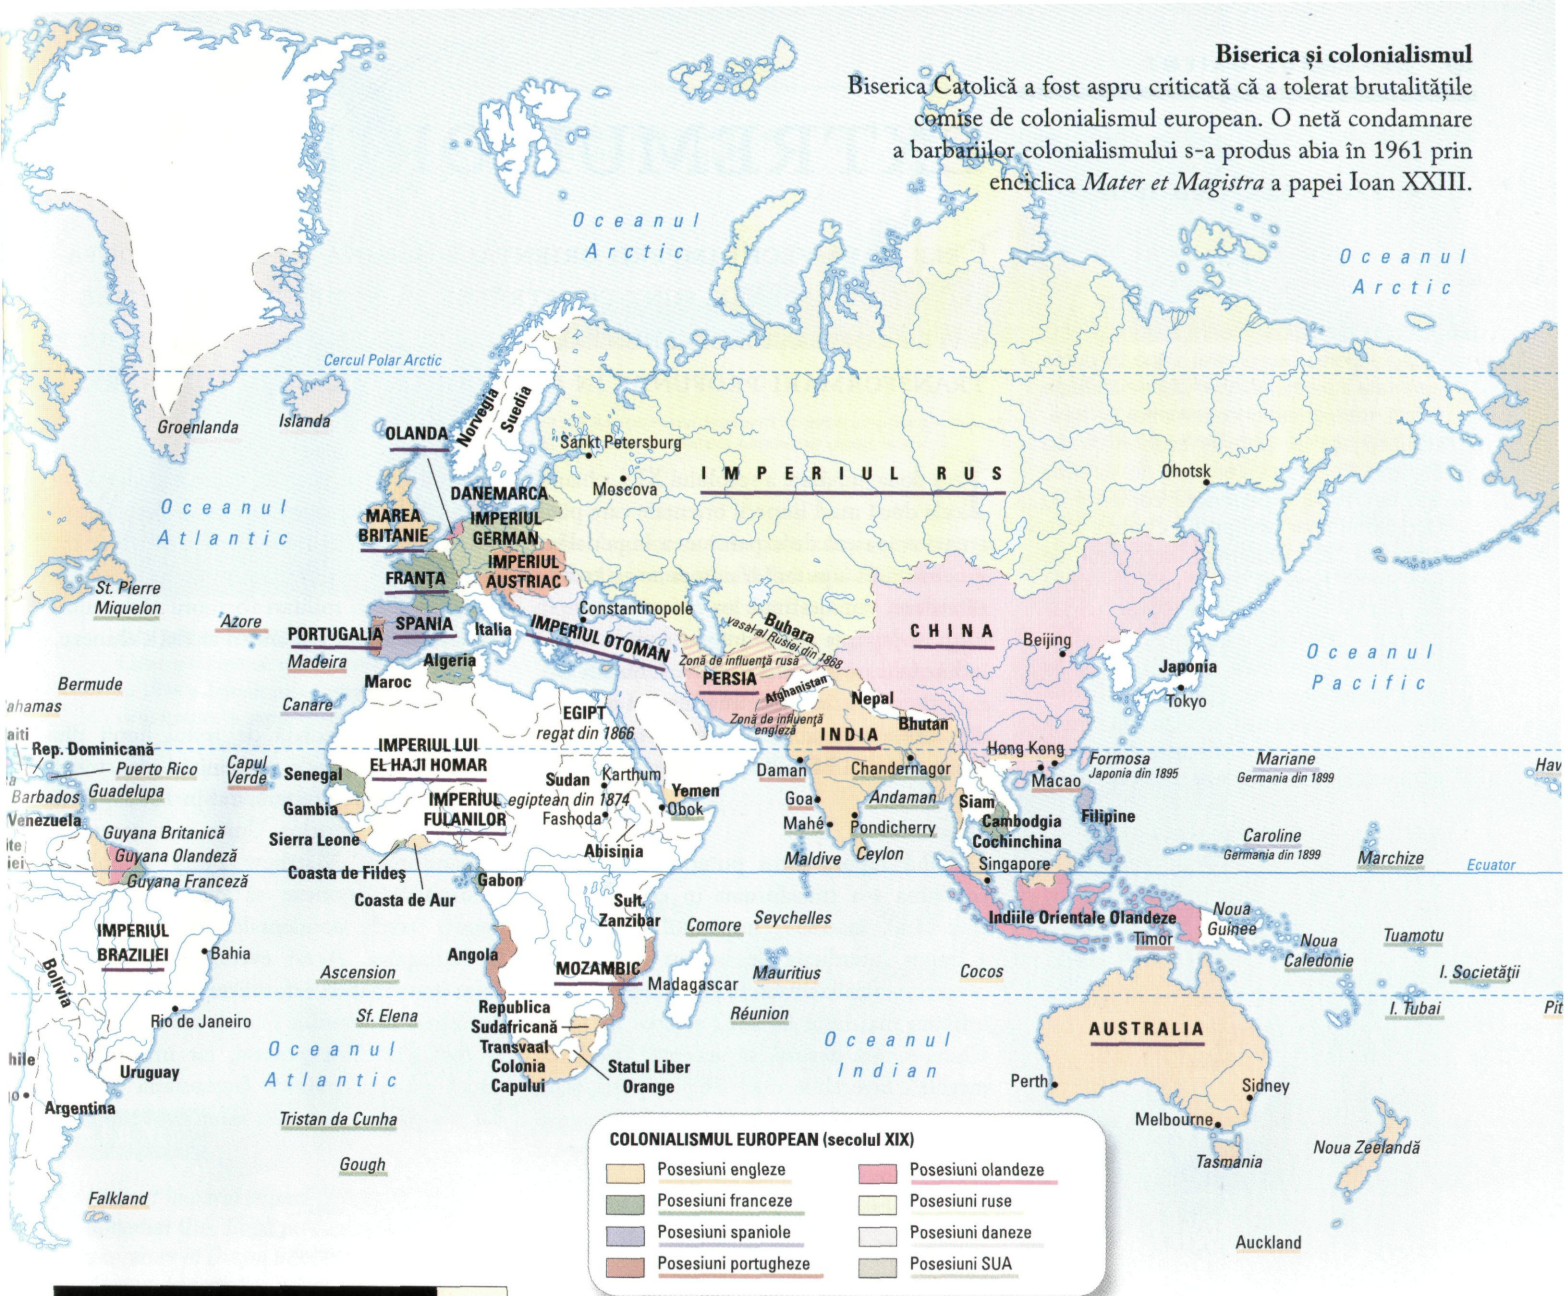 Biserica și colonialismul
Biserica Catolică a fost aspru criticată că a tolerat brutalitățile
comise de colonialismul european. O netă condamnare
a barbariilor colonialismului s-a produs abia în 1961 prin
enciclica Mater et Magistra a papei Ioan XXIII.
Oceanul
Arctic
Oceanul
Arctic
Cercul Polar Arctic
Groenlanda
Islanda
OLANDA
Norvegia
Suedia
Sankt Petersburg
Moscova
IMPERIUL RUS
Ohotsk
Oceanul
Atlantic
DANEMARCA
MAREA
BRITANIE
IMPERIUL
GERMAN
IMPERIUL
AUSTRIAC
FRANȚA
St. Pierre
Miquelon
Azore
PORTUGALIA
SPANIA
Italia
Constantinopole
IMPERIUL OTOMAN
Buhara
vasal al Rusiei din 1868
CHINA
Beijing
Oceanul
Pacific
Madeira
Algeria
Maroc
Zonă de influență rusă
PERSIA
Afghanistan
Nepal
Bhutan
Japonia
Tokyo
Bermude
ahamas
Canare
EGIPT
regat din 1866
Zonă de influență
engleză
INDIA
aiti
Rep. Dominicană
Puerto Rico
Guadelupa
Barbados
Venezuela
Capul
Verde
IMPERIUL LUI
EL HAJI HOMAR
Senegal
Gambia
Sierra Leone
IMPERIUL
FULANILOR
Sudan
egiptean din 1874
Karthum
Fashoda
Yemen
Obok
Abisinia
Daman
Goa
Mahé
Chandernagor
Andaman
Pondicherry
Maldive
Ceylon
Hong Kong
Macao
Formosa
Japonia din 1895
Mariane
Germania din 1899
Hav
Siam
Cambodgia
Cochinchina
Singapore
Filipine
Caroline
Germania din 1899
Marchize
Ecuator
Guyana Britanică
Guyana Olandeză
Guyana Franceză
Coasta de Fildeș
Coasta de Aur
Gabon
Sult.
Zanzibar
Comore
Seychelles
Indiile Orientale Olandeze
Timor
Noua
Guinee
Noua
Caledonie
Tuamotu
I. Societății
I. Tubai
Pit
IMPERIUL
BRAZILIEI
Bahia
Bolivia
Rio de Janeiro
Ascension
Sf. Elena
Angola
MOZAMBIC
Madagascar
Mauritius
Réunion
Cocos
Republica
Sudafricană
Transvaal
Colonia
Capului
Statul Liber
Orange
Oceanul
Atlantic
Oceanul
Indian
AUSTRALIA
Perth
Sidney
Melbourne
Tasmania
Noua Zeelandă
Auckland
hile
Uruguay
Argentina
Tristan da Cunha
Gough
Falkland
COLONIALISMUL EUROPEAN (secolul XIX)
Posesiuni engleze
Posesiuni franceze
Posesiuni spaniole
Posesiuni portugheze
Posesiuni olandeze
Posesiuni ruse
Posesiuni daneze
Posesiuni SUA